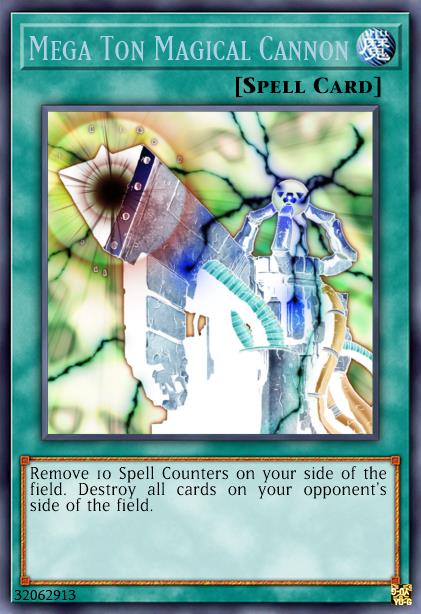 Mega Ton Magical Cannon 魔
[Spell Card]
Remove 10 Spell Counters on your side of the
field. Destroy all cards on your opponent's
side of the field.
32062913